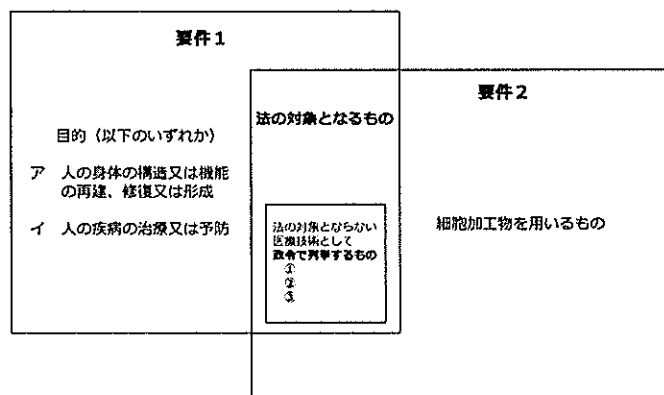 要件1
要件2
法の対象となるもの
目的（以下のいずれか）
ア 人の身体の構造又は機能
の再建、修復又は形成
イ 人の疾病の治療又は予防
法の対象とならない
医療技術として
政令で列挙するもの
①
②
③
細胞加工物を用いるもの